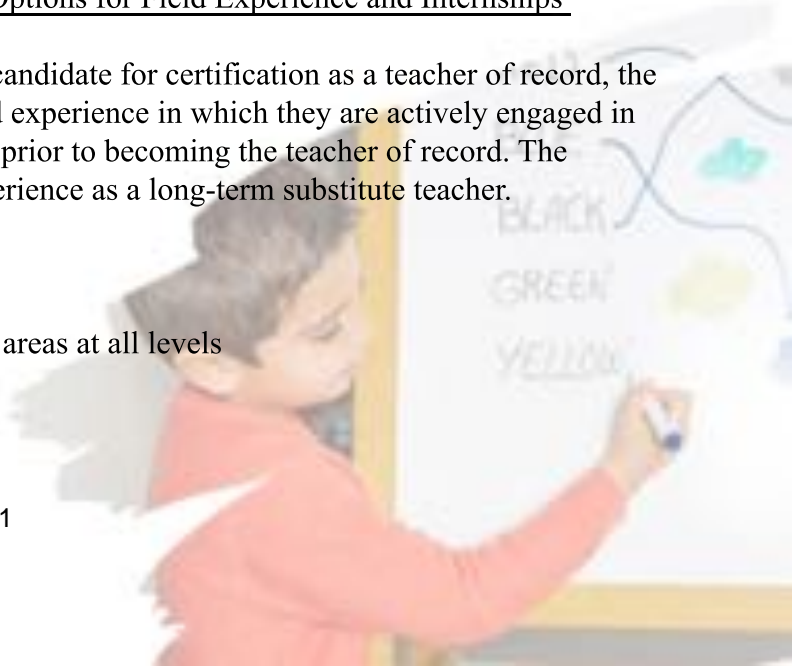 Options for Field Experience and Internships
candidate for certification as a teacher of record, the
experience in which they are actively engaged in
prior to becoming the teacher of record. The
as a long-term substitute teacher.
areas at all levels
1
BLACK
GREEN
YELLOW